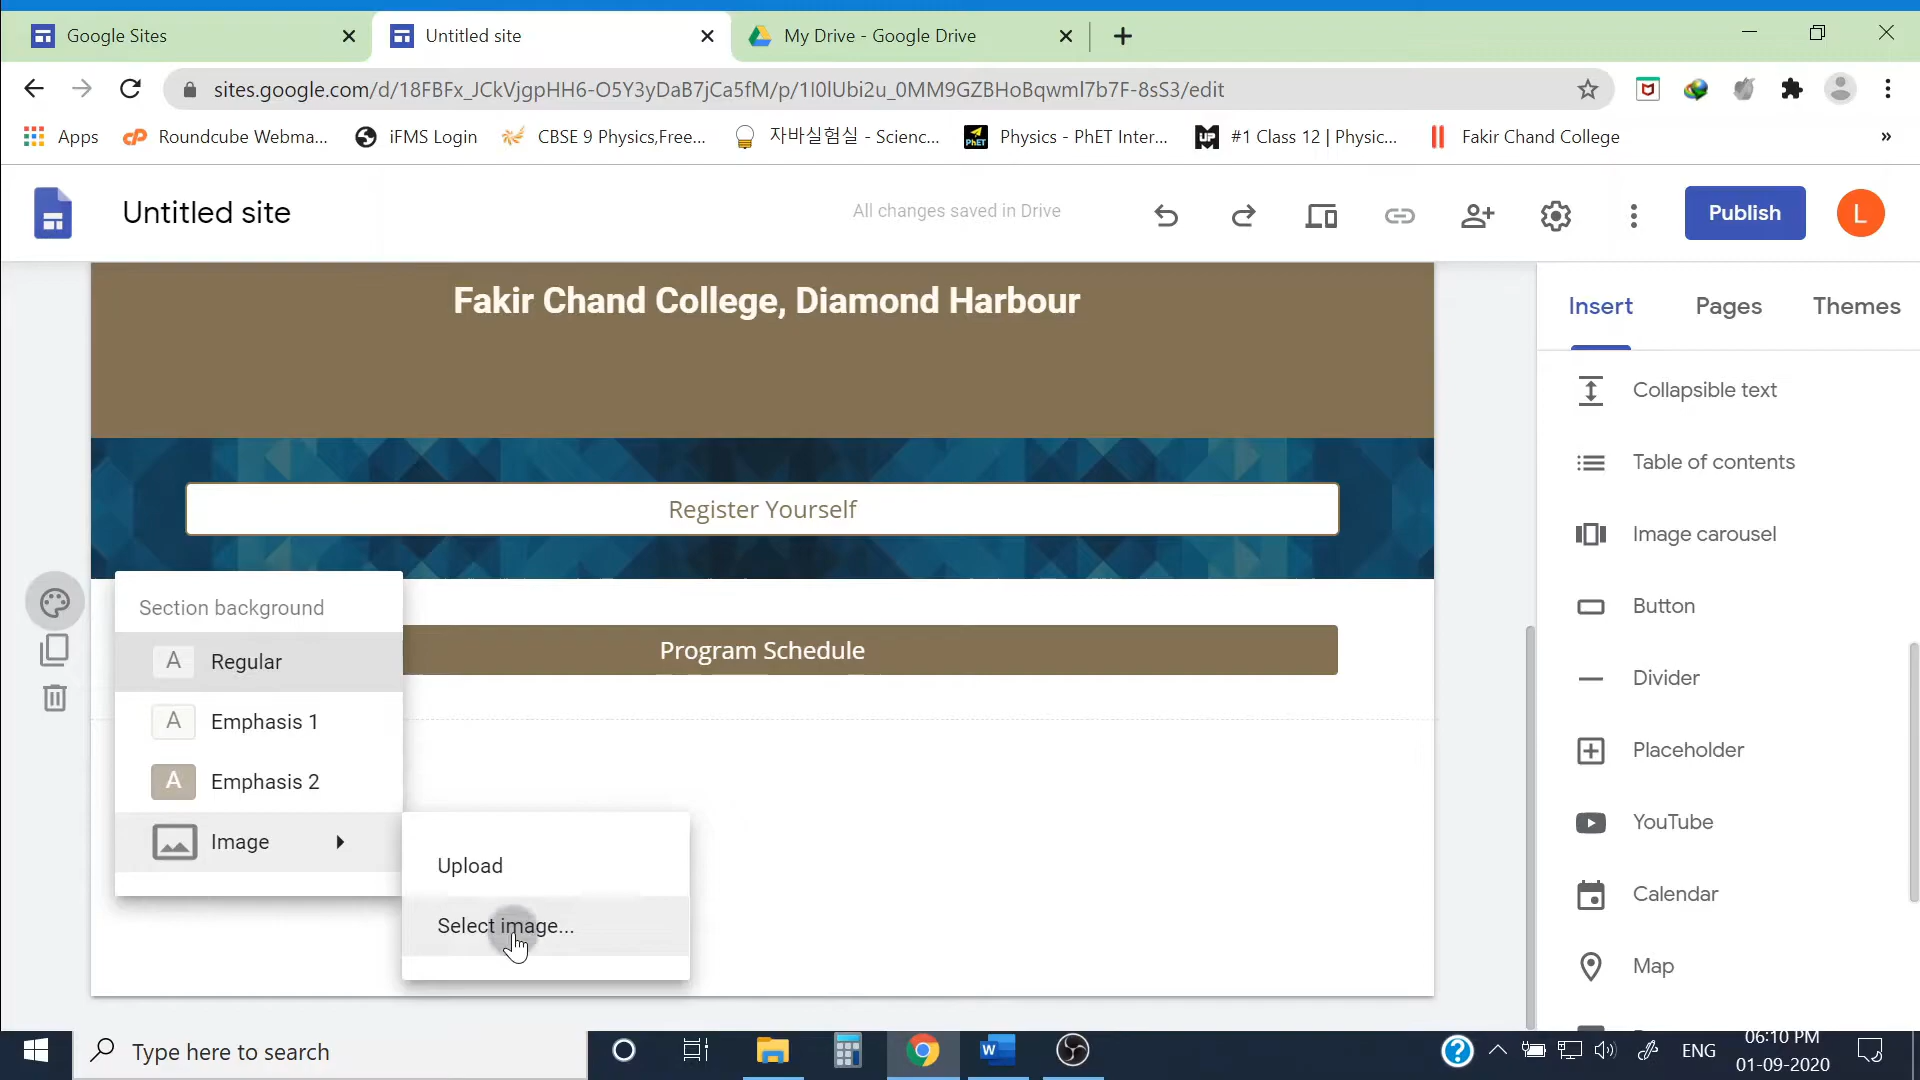 Google Sites
Untitled site
My Drive - Google Drive
sites.google.com/d/18FBFx_JCkVjgpHH6-O5Y3yDaB7jCa5fM/p/1I0lUbi2u_0MM9GZBHoBqwml7b7F-8sS3/edit
Apps
Roundcube Webma...
iFMS Login
CBSE 9 Physics,Free...
자바실험실 - Scienc...
Physics - PhET Inter...
#1 Class 12 | Physic...
Fakir Chand College
»
Untitled site
All changes saved in Drive
Publish
L
Fakir Chand College, Diamond Harbour
Register Yourself
Program Schedule
Section background
A Regular
A Emphasis 1
A Emphasis 2
Image
Upload
Select image...
Insert
Pages
Themes
Collapsible text
Table of contents
Image carousel
Button
Divider
Placeholder
YouTube
Calendar
Map
Type here to search
ENG
06:10 PM
01-09-2020